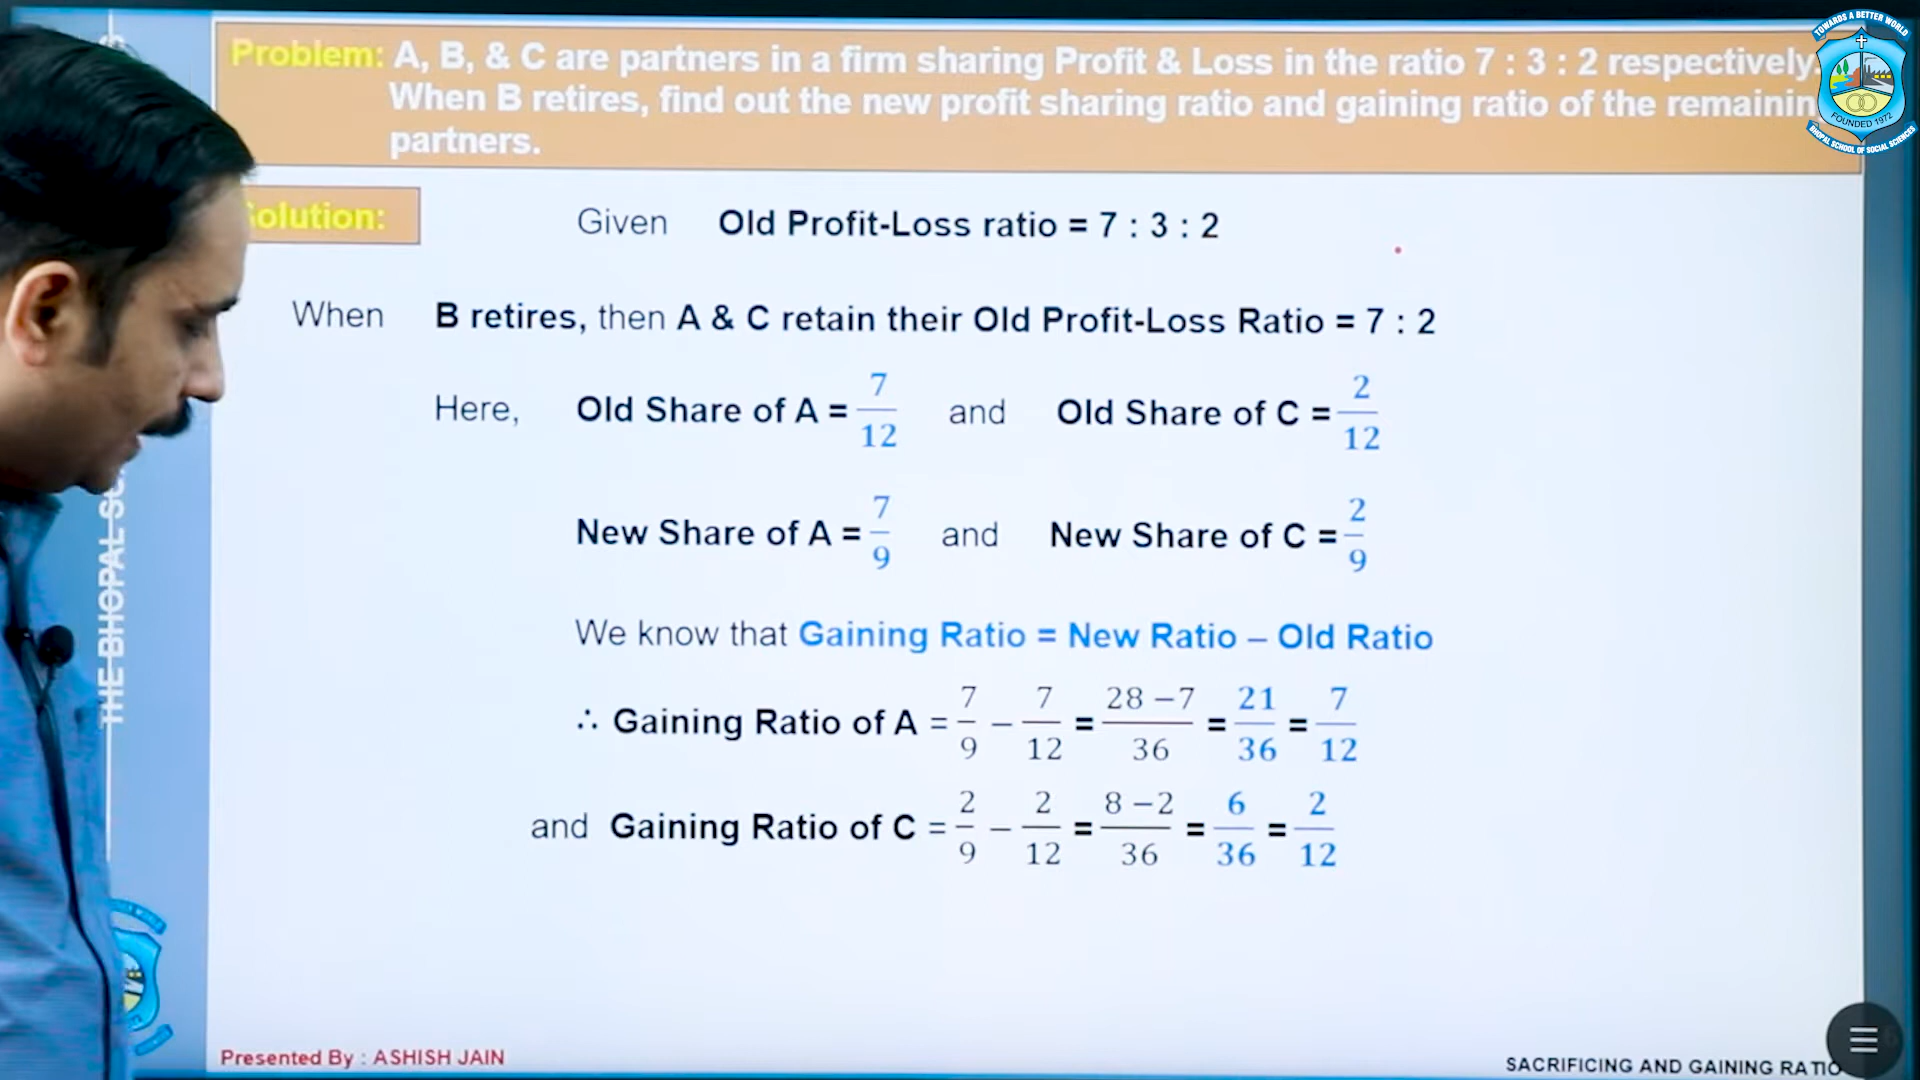 TOWARDS A BETTER WORLD
FOUNDED 1972
BHOPAL SCHOOL OF SOCIAL SCIENCES
Problem: A, B, & C are partners in a firm sharing Profit & Loss in the ratio 7 : 3 : 2 respectively.
When B retires, find out the new profit sharing ratio and gaining ratio of the remainin
partners.
Solution:
Given Old Profit-Loss ratio = 7 : 3 : 2
When B retires, then A & C retain their Old Profit-Loss Ratio = 7 : 2
Here, Old Share of A = 7/12 and Old Share of C = 2/12
New Share of A = 7/9 and New Share of C = 2/9
We know that Gaining Ratio = New Ratio – Old Ratio
∴ Gaining Ratio of A = 7/9 – 7/12 = 28 – 7/36 = 21/36 = 7/12
and Gaining Ratio of C = 2/9 – 2/12 = 8 – 2/36 = 6/36 = 2/12
THE BHOPAL SC
Presented By : ASHISH JAIN
SACRIFICING AND GAINING RATIO